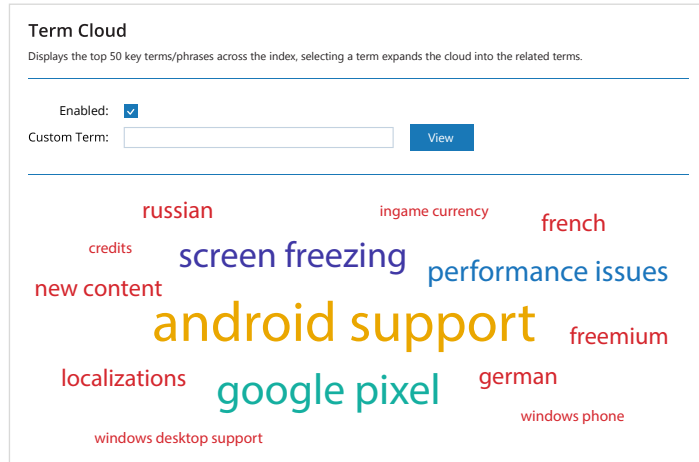 Term Cloud
Displays the top 50 key terms/phrases across the index, selecting a term expands the cloud into the related terms.
Enabled:
Custom Term:
View
russian
ingame currency
french
credits
screen freezing
performance issues
new content
android support
freemium
localizations
google pixel
german
windows phone
windows desktop support